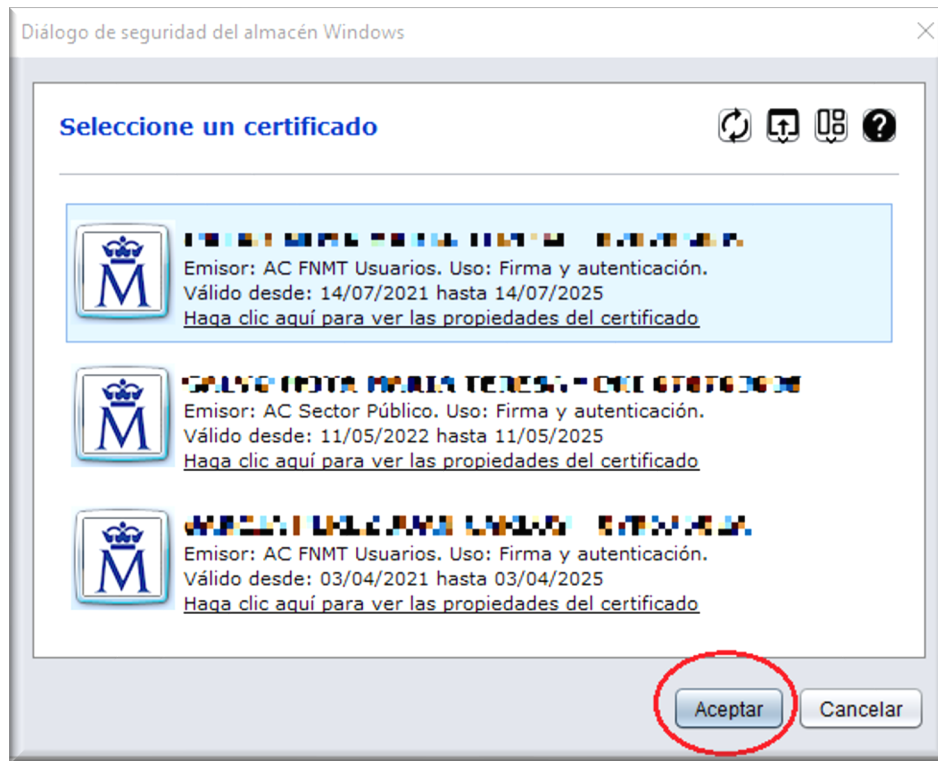 Diálogo de seguridad del almacén Windows
Seleccione un certificado
Emisor: AC FNMT Usuarios. Uso: Firma y autenticación.
Válido desde: 14/07/2021 hasta 14/07/2025
Haga clic aquí para ver las propiedades del certificado
Emisor: AC Sector Público. Uso: Firma y autenticación.
Válido desde: 11/05/2022 hasta 11/05/2025
Haga clic aquí para ver las propiedades del certificado
Emisor: AC FNMT Usuarios. Uso: Firma y autenticación.
Válido desde: 03/04/2021 hasta 03/04/2025
Haga clic aquí para ver las propiedades del certificado
Aceptar
Cancelar